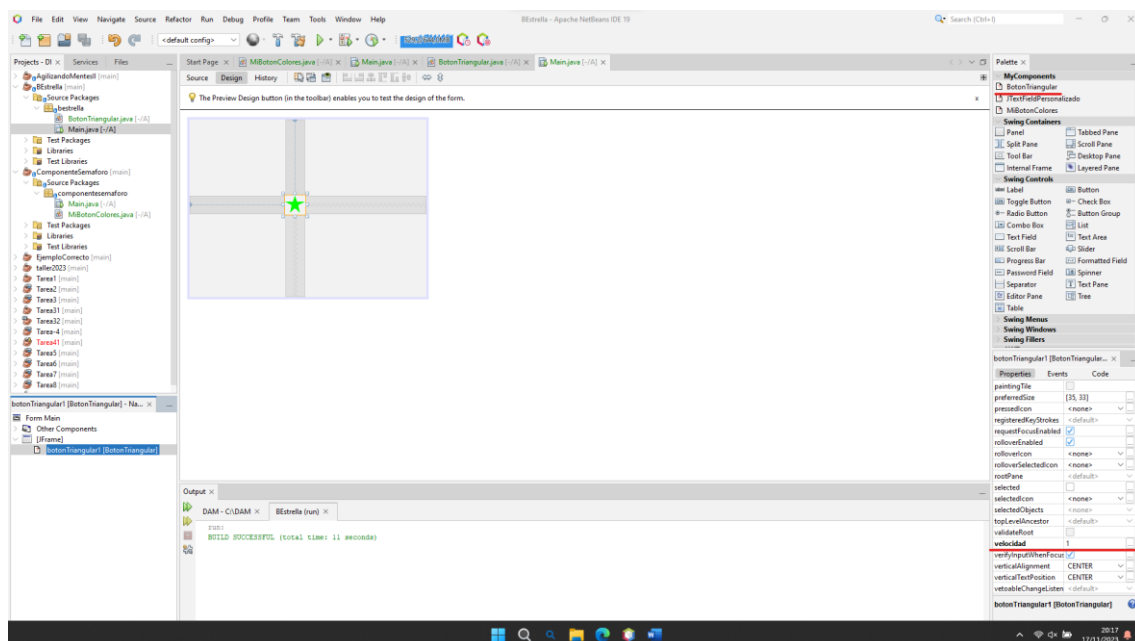 File Edit View Navigate Source Refactor Run Debug Profile Team Tools Window Help
BEstrella - Apache NetBeans IDE 19
Search (Ctrl+I)
<default config>
Projects - DI × Services Files
AgilizandoMentesII [main]
BEstrella [main]
Source Packages
bestrella
BotonTriangular.java [-/A]
Main.java [-/A]
Test Packages
Libraries
Test Libraries
ComponenteSemaforo [main]
Source Packages
componentesemaforo
Main.java [-/A]
MiBotonColores.java [-/A]
Test Packages
Libraries
Test Libraries
EjemploCorrecto [main]
taller2023 [main]
Tarea1 [main]
Tarea2 [main]
Tarea3 [main]
Tarea31 [main]
Tarea32 [main]
Tarea-4 [main]
Tarea41 [main]
Tarea5 [main]
Tarea6 [main]
Tarea7 [main]
Tarea8 [main]
botonTriangular1 [BotonTriangular] - Na... ×
Form Main
Other Components
[JFrame]
botonTriangular1 [BotonTriangular]
Start Page × MiBotonColores.java [-/A] × Main.java [-/A] × BotonTriangular.java [-/A] × Main.java [-/A] ×
Source Design History
The Preview Design button (in the toolbar) enables you to test the design of the form.
Output ×
DAM - C:\DAM × BEstrella (run) ×
run:
BUILD SUCCESSFUL (total time: 11 seconds)
Palette ×
MyComponents
BotonTriangular
JTextFieldPersonalizado
MiBotonColores
Swing Containers
Panel Tabbed Pane
Split Pane Scroll Pane
Tool Bar Desktop Pane
Internal Frame Layered Pane
Swing Controls
label Label Button
Toggle Button Check Box
Radio Button Button Group
Combo Box List
Text Field Text Area
Scroll Bar Slider
Progress Bar Formatted Field
Password Field Spinner
Separator Text Pane
Editor Pane Tree
Table
Swing Menus
Swing Windows
Swing Fillers
botonTriangular1 [BotonTriangular... ×
Properties Events Code
paintingTile
preferredSize [35, 33]
pressedIcon <none>
registeredKeyStrokes <default>
requestFocusEnabled
rolloverEnabled
rolloverIcon <none>
rolloverSelectedIcon <none>
rootPane <default>
selected
selectedIcon <none>
selectedObjects <none>
topLevelAncestor <default>
validateRoot
velocidad 1
verifyInputWhenFocus
verticalAlignment CENTER
verticalTextPosition CENTER
vetoableChangeListen <default>
botonTriangular1 [BotonTriangular]
20:17
17/11/2023